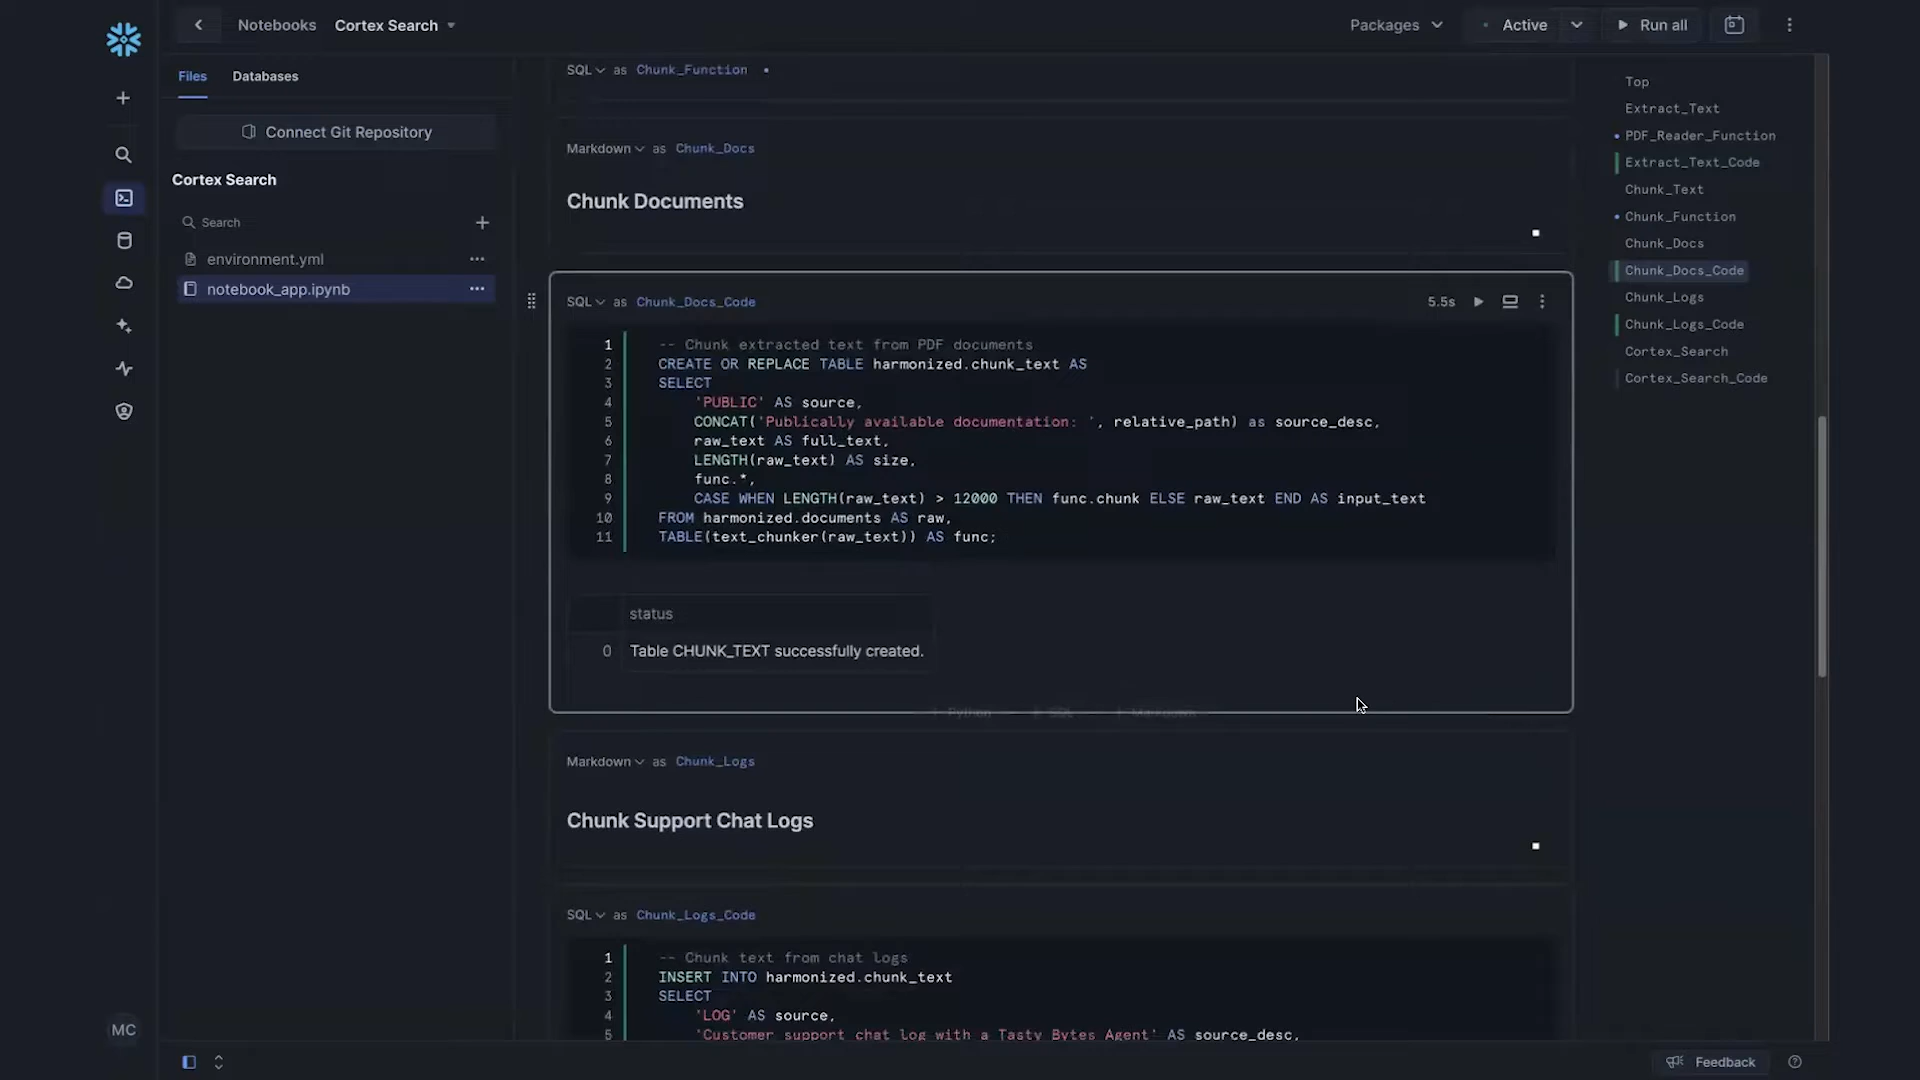 Notebooks
Cortex Search
Packages
Active
Run all
Files
Databases
Connect Git Repository
Cortex Search
Search
environment.yml
notebook_app.ipynb
MC
SQL as Chunk_Function
Markdown as Chunk_Docs
Chunk Documents
SQL as Chunk_Docs_Code
5.5s
1 -- Chunk extracted text from PDF documents
2 CREATE OR REPLACE TABLE harmonized.chunk_text AS
3 SELECT
4 'PUBLIC' AS source,
5 CONCAT('Publically available documentation: ', relative_path) as source_desc,
6 raw_text AS full_text,
7 LENGTH(raw_text) AS size,
8 func.*,
9 CASE WHEN LENGTH(raw_text) > 12000 THEN func.chunk ELSE raw_text END AS input_text
10 FROM harmonized.documents AS raw,
11 TABLE(text_chunker(raw_text)) AS func;
status
0 Table CHUNK_TEXT successfully created.
+ Python + SQL + Markdown
Markdown as Chunk_Logs
Chunk Support Chat Logs
SQL as Chunk_Logs_Code
1 -- Chunk text from chat logs
2 INSERT INTO harmonized.chunk_text
3 SELECT
4 'LOG' AS source,
5 'Customer support chat log with a Tasty Bytes Agent' AS source_desc,
Top
Extract_Text
PDF_Reader_Function
Extract_Text_Code
Chunk_Text
Chunk_Function
Chunk_Docs
Chunk_Docs_Code
Chunk_Logs
Chunk_Logs_Code
Cortex_Search
Cortex_Search_Code
Feedback